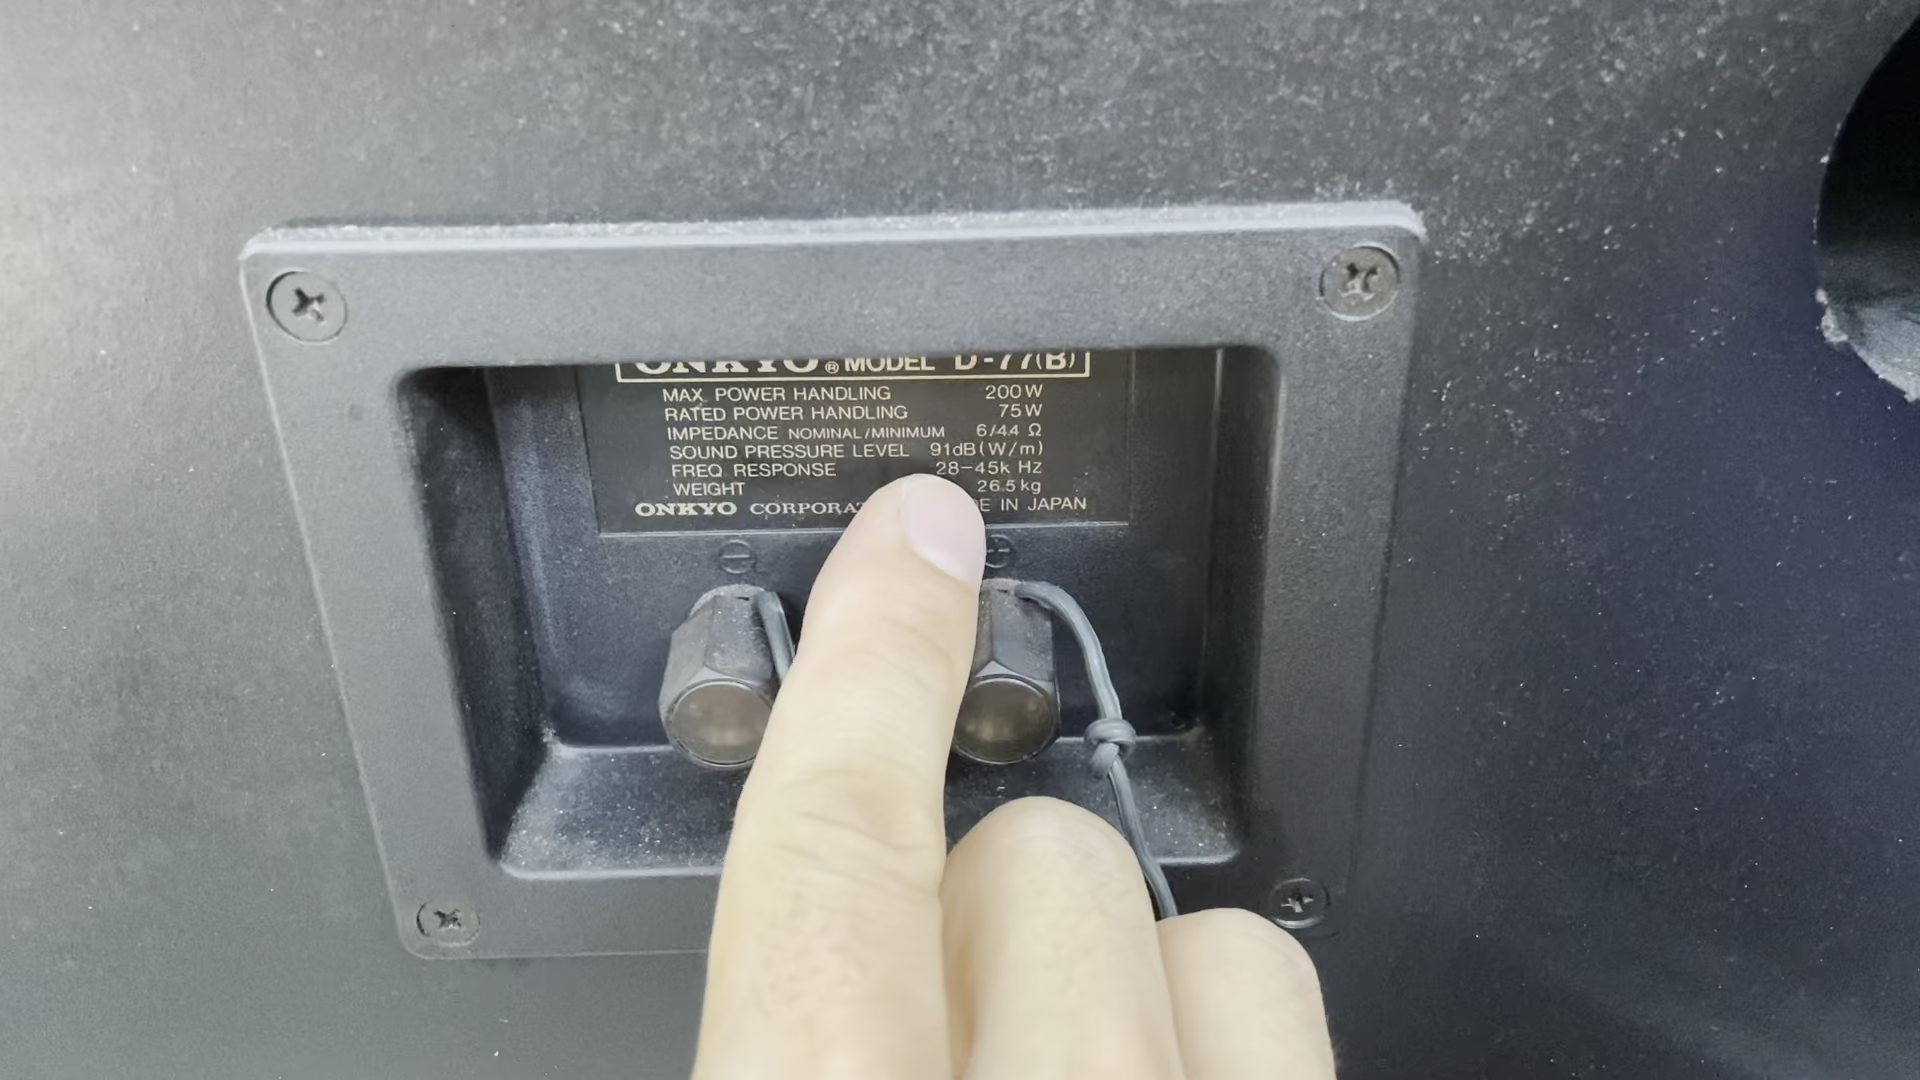 ONKYO® MODEL D-77(B)
MAX. POWER HANDLING 200W
RATED POWER HANDLING 75W
IMPEDANCE NOMINAL/MINIMUM 6/4.4 Ω
SOUND PRESSURE LEVEL 91dB(W/m)
FREQ. RESPONSE 28-45k Hz
WEIGHT 26.5kg
ONKYO IN JAPAN
⊖ ⊕